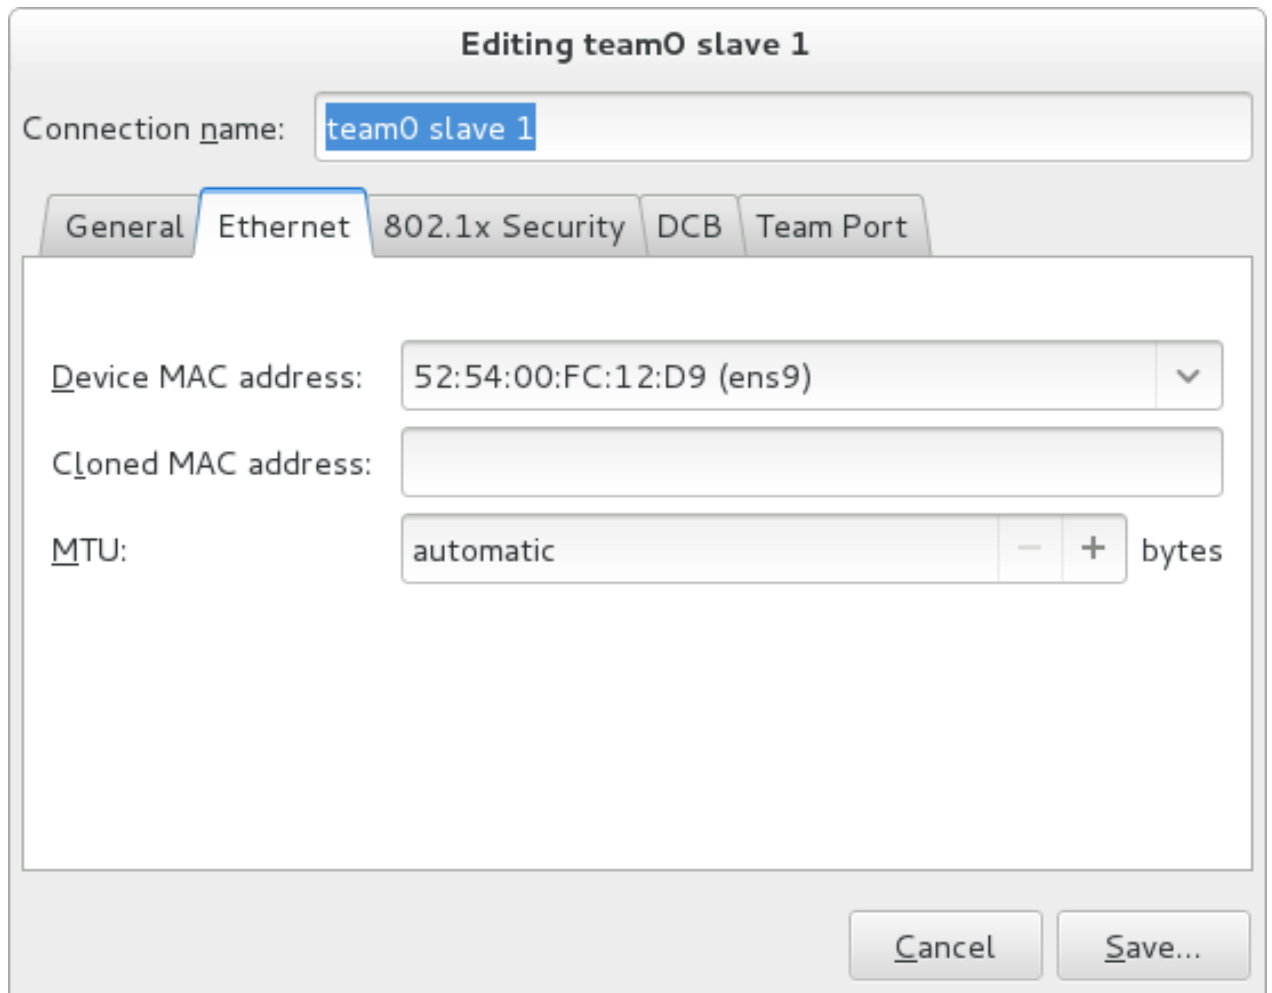 Editing team0 slave 1
Connection name: team0 slave 1
General Ethernet 802.1x Security DCB Team Port
Device MAC address: 52:54:00:FC:12:D9 (ens9)
Cloned MAC address:
MTU: automatic − + bytes
Cancel Save...